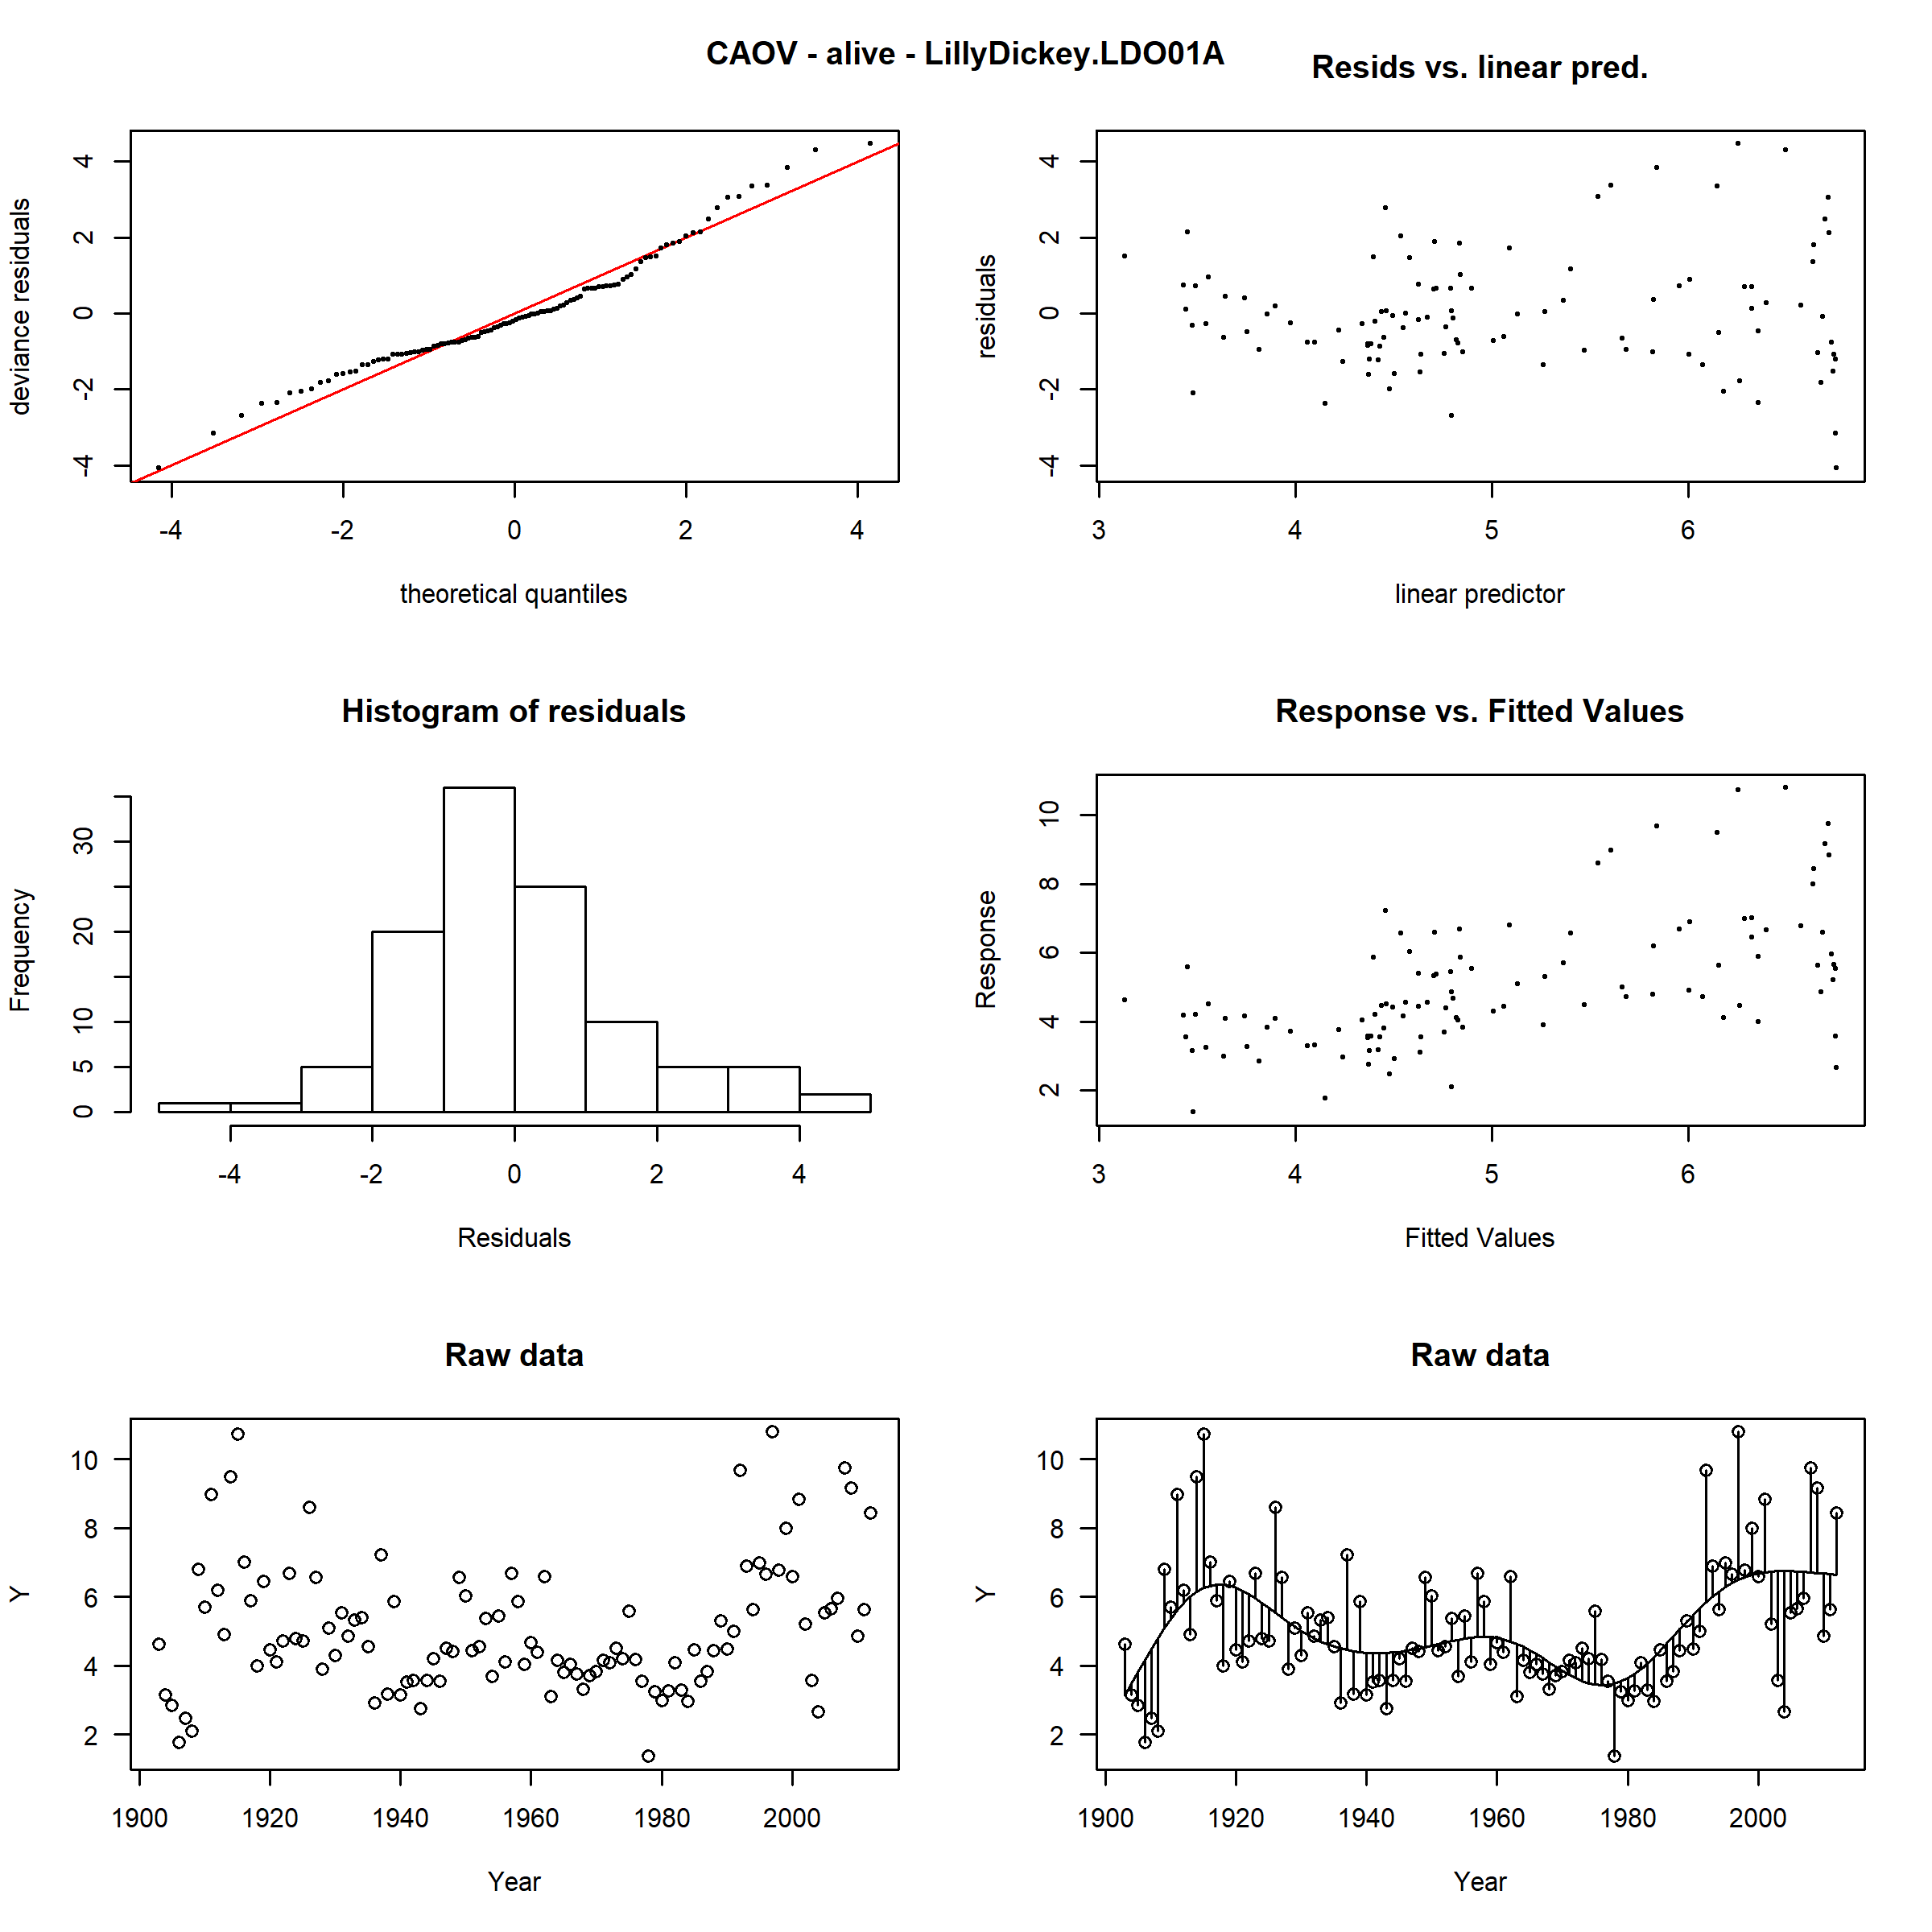 CAOV - alive - LillyDickey.LDO01A
Resids vs. linear pred.
deviance residuals
4
2
0
-2
-4
-4 -2 0 2 4
theoretical quantiles
residuals
4
2
0
-2
-4
3 4 5 6
linear predictor
Histogram of residuals
Frequency
30
20
10
5
0
-4 -2 0 2 4
Residuals
Response vs. Fitted Values
Response
10
8
6
4
2
3 4 5 6
Fitted Values
Raw data
Y
10
8
6
4
2
1900 1920 1940 1960 1980 2000
Year
Raw data
Y
10
8
6
4
2
1900 1920 1940 1960 1980 2000
Year